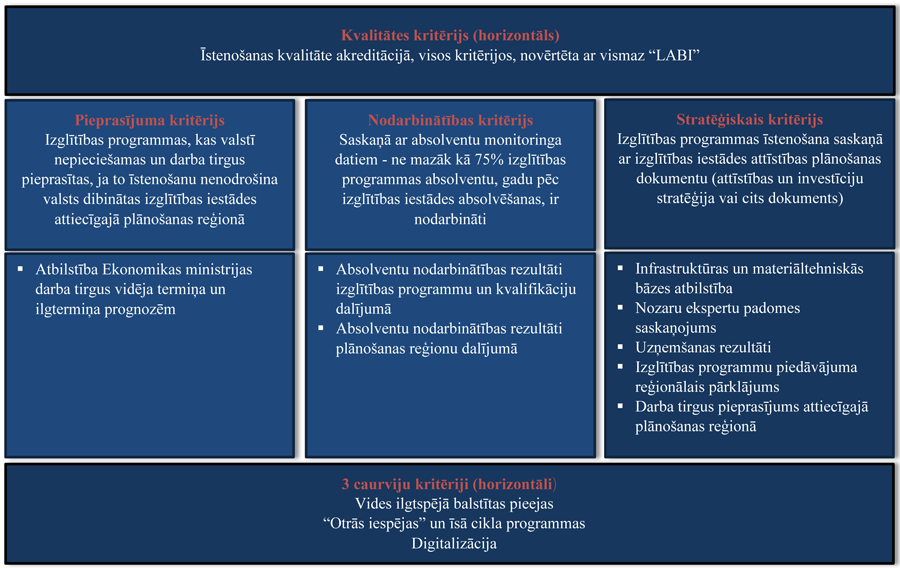 Kvalitātes kritērijs (horizontāls)
Īstenošanas kvalitāte akreditācijā, visos kritērijos, novērtēta ar vismaz “LABI”
Pieprasījuma kritērijs
Izglītības programmas, kas valstī
nepieciešamas un darba tirgus
pieprasītas, ja to īstenošanu nenodrošina
valsts dibinātas izglītības iestādes
attiecīgajā plānošanas reģionā
Nodarbinātības kritērijs
Saskaņā ar absolventu monitoringa
datiem - ne mazāk kā 75% izglītības
programmas absolventu, gadu pēc
izglītības iestādes absolvēšanas, ir
nodarbināti
Stratēģiskais kritērijs
Izglītības programmas īstenošana saskaņā
ar izglītības iestādes attīstības plānošanas
dokumentu (attīstības un investīciju
stratēģija vai cits dokuments)
▪ Atbilstība Ekonomikas ministrijas
darba tirgus vidēja termiņa un
ilgtermiņa prognozēm
▪ Absolventu nodarbinātības rezultāti
izglītības programmu un kvalifikāciju
dalījumā
▪ Absolventu nodarbinātības rezultāti
plānošanas reģionu dalījumā
▪ Infrastruktūras un materiāltehniskās
bāzes atbilstība
▪ Nozaru ekspertu padomes
saskaņojums
▪ Uzņemšanas rezultāti
▪ Izglītības programmu piedāvājuma
reģionālais pārklājums
▪ Darba tirgus pieprasījums attiecīgajā
plānošanas reģionā
3 caurviju kritēriji (horizontāli)
Vides ilgtspējā balstītas pieejas
“Otrās iespējas” un īsā cikla programmas
Digitalizācija